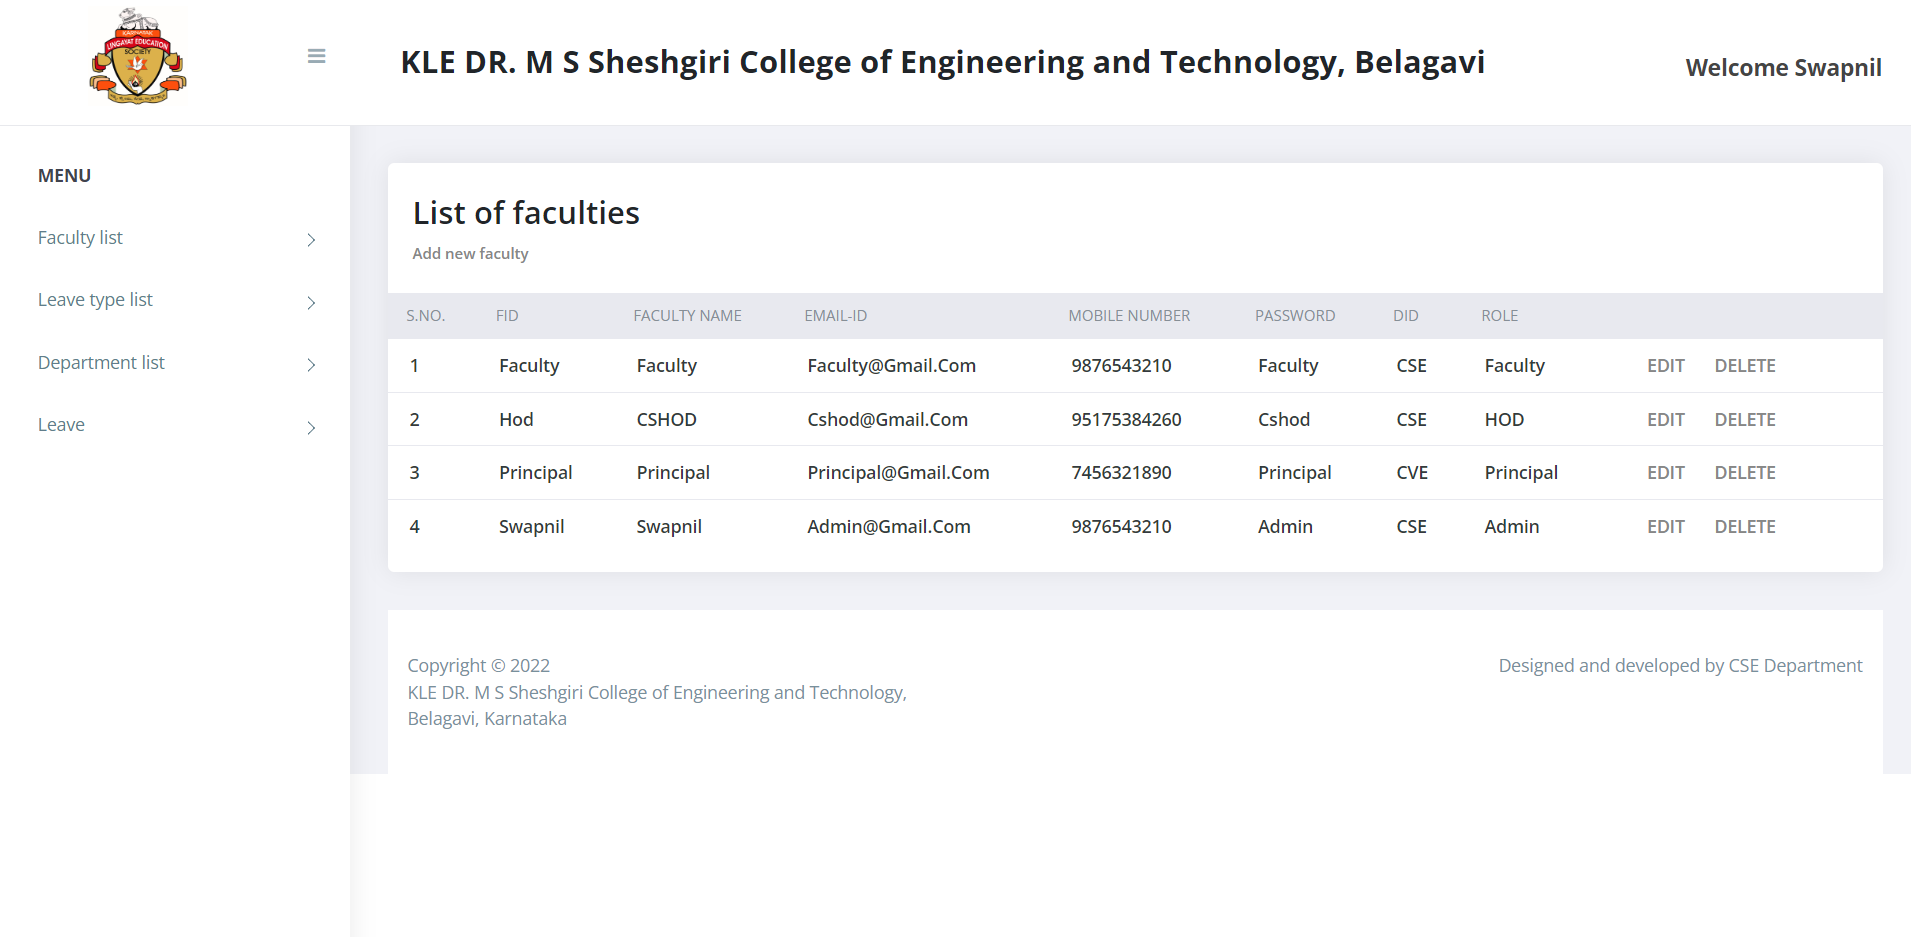 KARNATAK
LINGAYAT EDUCATION
SOCIETY
KLE DR. M S Sheshgiri College of Engineering and Technology, Belagavi
Welcome Swapnil
MENU
Faculty list
Leave type list
Department list
Leave
List of faculties
Add new faculty
S.NO. FID FACULTY NAME EMAIL-ID MOBILE NUMBER PASSWORD DID ROLE
1 Faculty Faculty Faculty@Gmail.Com 9876543210 Faculty CSE Faculty EDIT DELETE
2 Hod CSHOD Cshod@Gmail.Com 95175384260 Cshod CSE HOD EDIT DELETE
3 Principal Principal Principal@Gmail.Com 7456321890 Principal CVE Principal EDIT DELETE
4 Swapnil Swapnil Admin@Gmail.Com 9876543210 Admin CSE Admin EDIT DELETE
Copyright © 2022
KLE DR. M S Sheshgiri College of Engineering and Technology,
Belagavi, Karnataka
Designed and developed by CSE Department